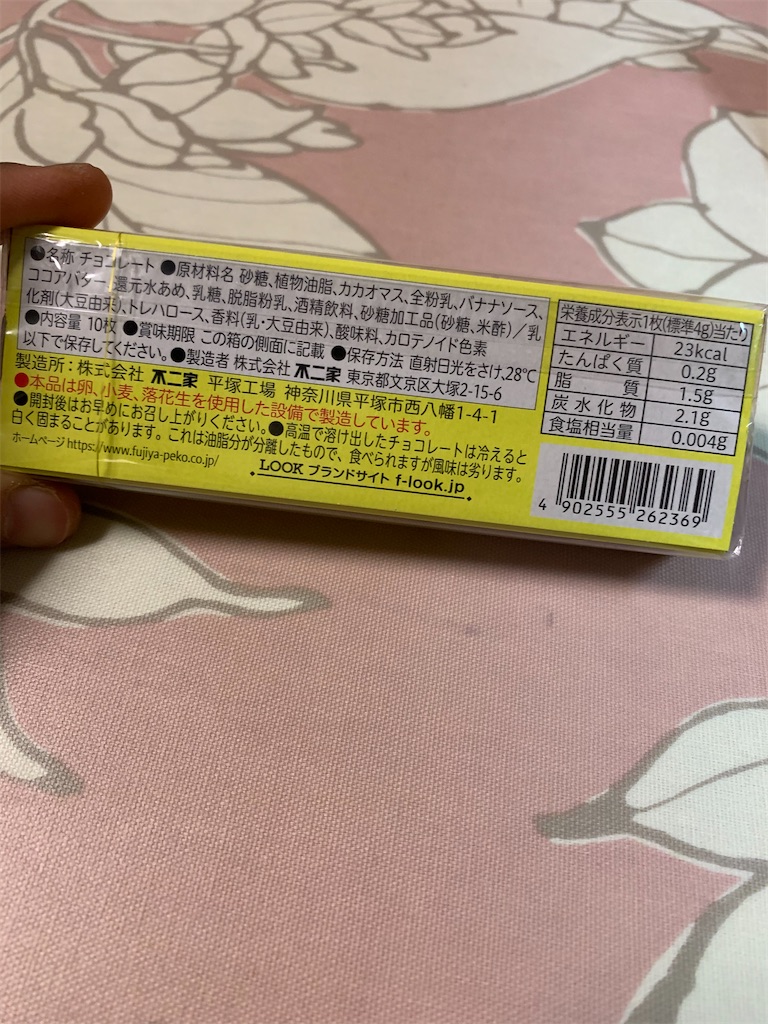 ●名称 チョコレート ●原材料名 砂糖、植物油脂、カカオマス、全粉乳、バナナソース、
ココアバター、還元水あめ、乳糖、脱脂粉乳、酒精飲料、砂糖加工品(砂糖、米酢)／乳
化剤(大豆由来)、トレハロース、香料(乳・大豆由来)、酸味料、カロテノイド色素
●内容量 10枚 ●賞味期限 この箱の側面に記載 ●保存方法 直射日光をさけ、28℃
以下で保存してください。●製造者 株式会社 不二家 東京都文京区大塚2-15-6
製造所：株式会社 不二家 平塚工場 神奈川県平塚市西八幡1-4-1
●本品は卵、小麦、落花生を使用した設備で製造しています。
●開封後はお早めにお召し上がりください。●高温で溶け出したチョコレートは冷えると
白く固まることがあります。これは油脂分が分離したもので、食べられますが風味は劣ります。
ホームページ https://www.fujiya-peko.co.jp/
LOOK ブランドサイト f-look.jp
栄養成分表示1枚(標準4g)当たり
エネルギー 23kcal
たんぱく質 0.2g
脂質 1.5g
炭水化物 2.1g
食塩相当量 0.004g
4 902555 262369